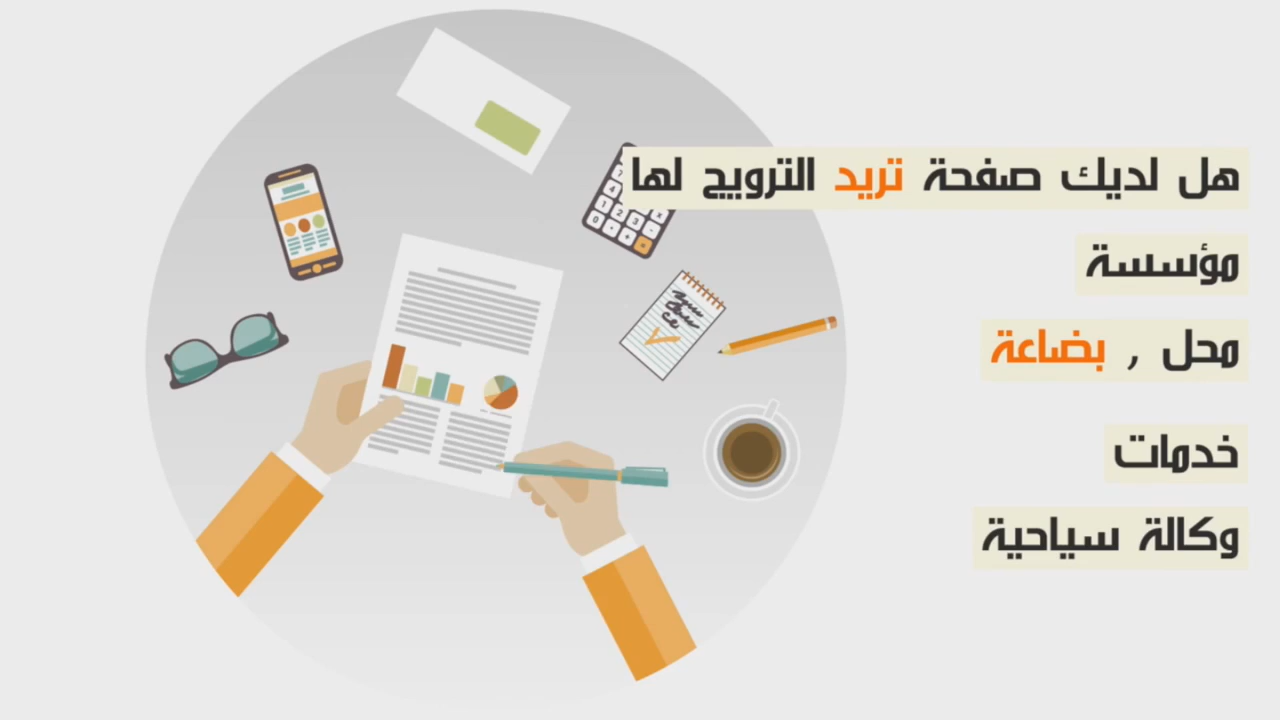 هل لديك صفحة تريد الترويج لها
مؤسسة
محل , بضاعة
خدمات
وكالة سياحية